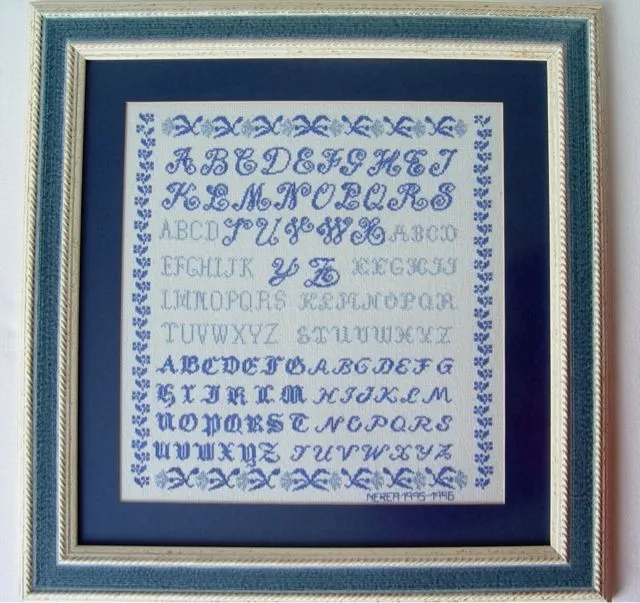 ABCDEFGHIJ
KLMNOPQRS
ABCD TUVWX ABCD
EFGHIJK YZ EFGHIJ
LMNOPQRS KLMNOPQR
TUVWXYZ STUVWXYZ
ABCDEFG ABCDEFG
HIJKLM HIJKLM
NOPQRST NOPQRS
UVWXYZ TUVWXYZ
NEREA 1995-1996